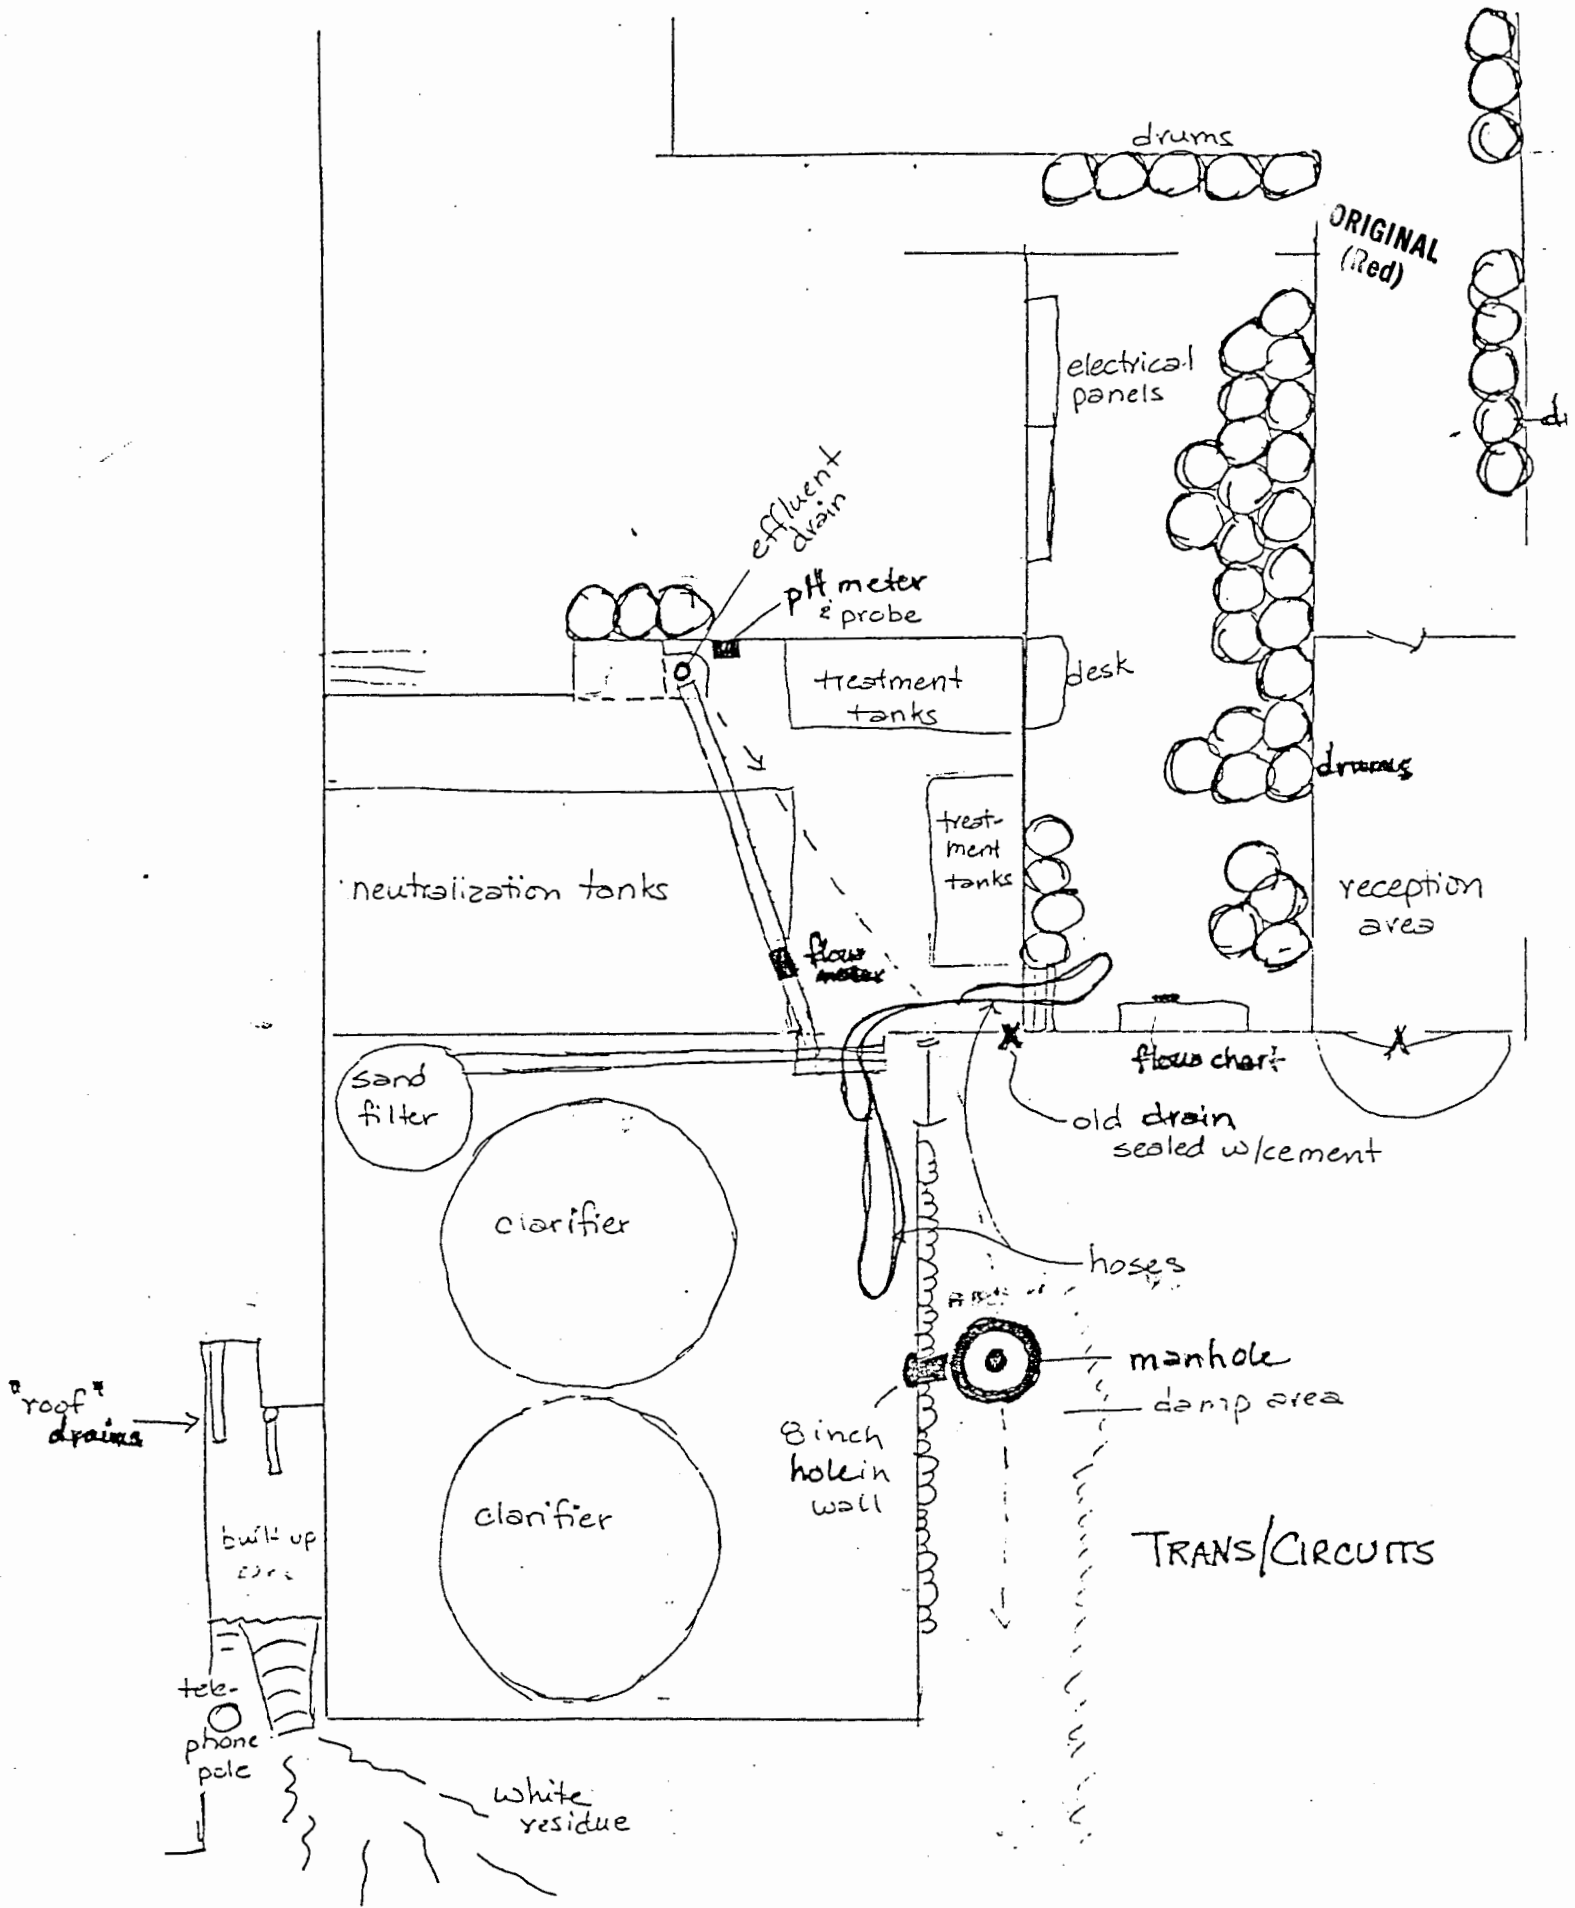 drums
ORIGINAL
(Red)
electrical
panels
effluent
drain
pH meter
& probe
treatment
tanks
desk
drums
treat-
ment
tanks
neutralization tanks
reception
area
flow
meter
sand
filter
flow chart
old drain
sealed w/cement
clarifier
hoses
manhole
damp area
"roof"
drains
8 inch
hole in
wall
clarifier
TRANS/CIRCUITS
built up
tele-
phone
pole
white
residue